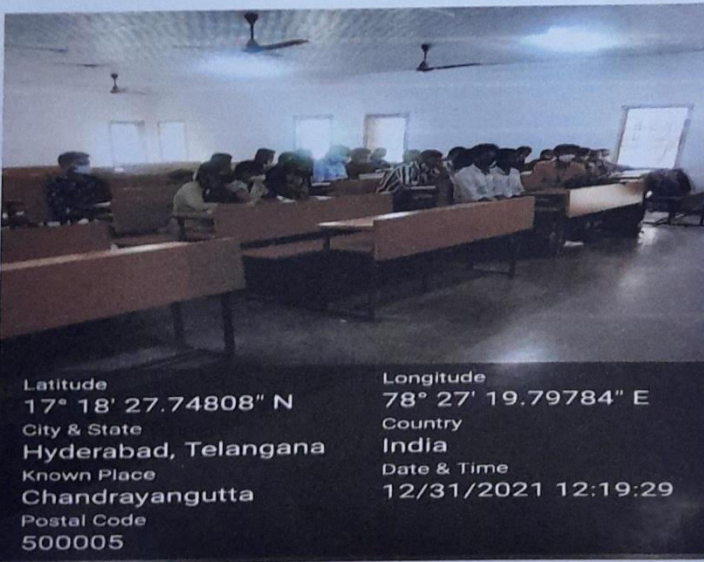 Latitude
17° 18' 27.74808" N
City & State
Hyderabad, Telangana
Known Place
Chandrayangutta
Postal Code
500005
Longitude
78° 27' 19.79784" E
Country
India
Date & Time
12/31/2021 12:19:29